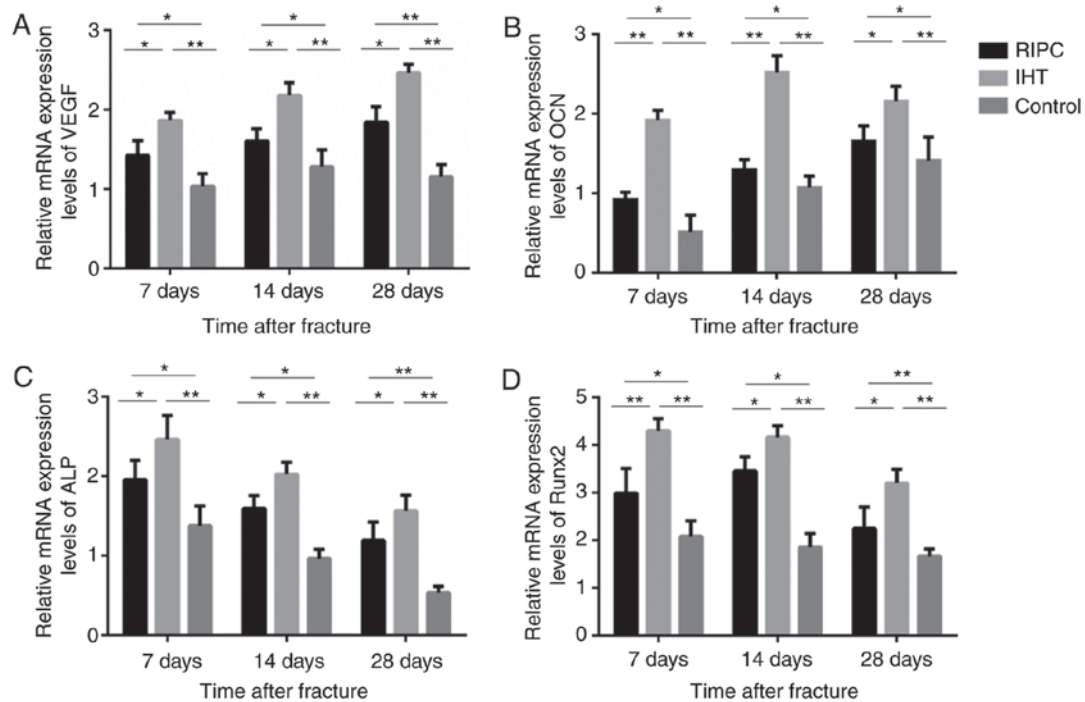 A
Relative mRNA expression
levels of VEGF
3
2
1
0
* * **
* * **
** * **
7 days 14 days 28 days
Time after fracture
B
Relative mRNA expression
levels of OCN
3
2
1
0
* ** **
* ** **
* * **
7 days 14 days 28 days
Time after fracture
RIPC
IHT
Control
C
Relative mRNA expression
levels of ALP
3
2
1
0
* * **
* * **
** * **
7 days 14 days 28 days
Time after fracture
D
Relative mRNA expression
levels of Runx2
5
4
3
2
1
0
* ** **
* * **
** * **
7 days 14 days 28 days
Time after fracture